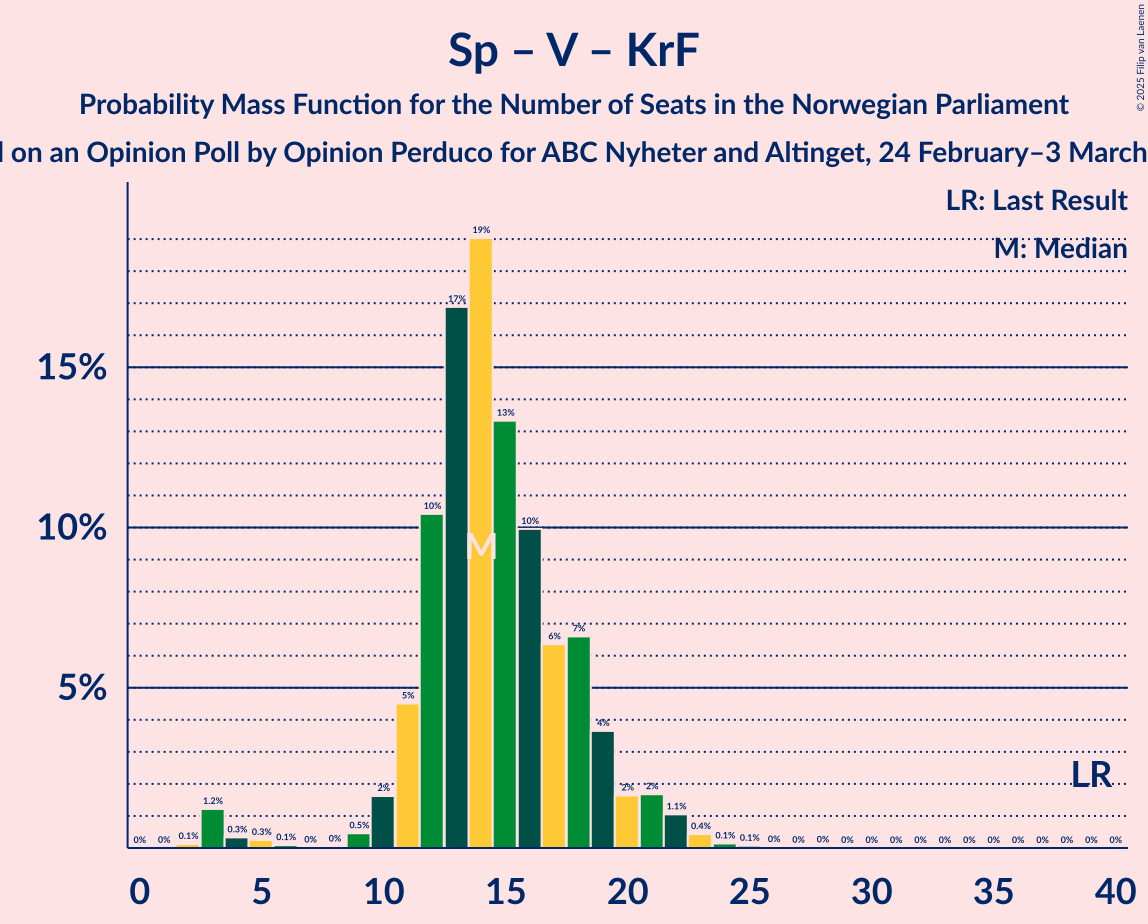 © 2025 Filip van Laenen
Sp – V – KrF
Probability Mass Function for the Number of Seats in the Norwegian Parliament
on an Opinion Poll by Opinion Perduco for ABC Nyheter and Altinget, 24 February–3 March
LR: Last Result
M: Median
19%
17%
15%
13%
10%
10%
10%
M
7%
6%
5%
5%
4%
LR
2%
2%
2%
1.2%
1.1%
0% 0% 0.1% 0.3% 0.3% 0.1% 0% 0% 0.5% 0.4% 0.1% 0.1% 0% 0% 0% 0% 0% 0% 0% 0% 0% 0% 0% 0% 0% 0% 0%
0 5 10 15 20 25 30 35 40